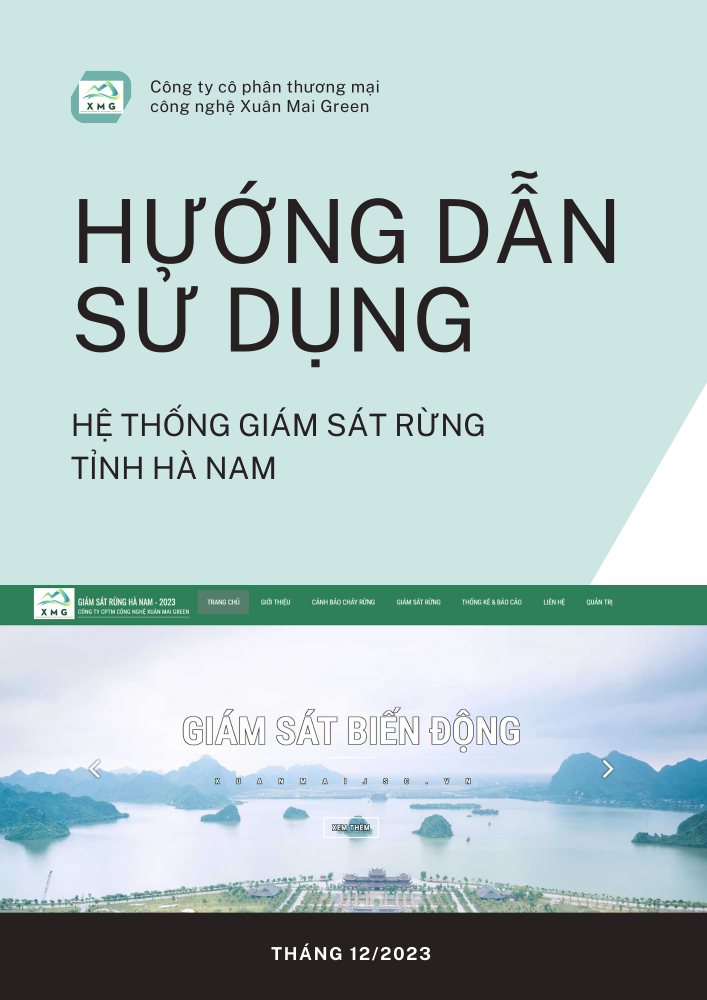 XMG
Công ty cô phân thương mại
công nghệ Xuân Mai Green
HƯỚNG DẪN
SỬ DỤNG
HỆ THỐNG GIÁM SÁT RỪNG
TỈNH HÀ NAM
XMG
GIÁM SÁT RỪNG HÀ NAM - 2023
CÔNG TY CPTM CÔNG NGHỆ XUÂN MAI GREEN
TRANG CHỦ GIỚI THIỆU CẢNH BÁO CHÁY RỪNG GIÁM SÁT RỪNG THỐNG KÊ & BÁO CÁO LIÊN HỆ QUẢN TRỊ
GIÁM SÁT BIẾN ĐỘNG
XUANMAIJSC.VN
XEM THÊM
THÁNG 12/2023